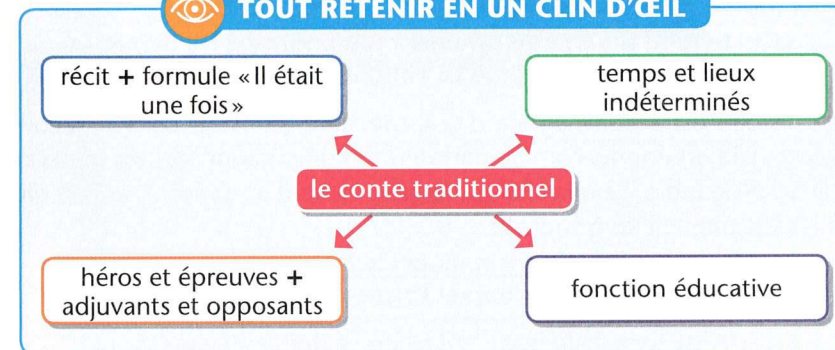 TOUT RETENIR EN UN CLIN D'ŒIL
récit + formule « Il était
une fois »
temps et lieux
indéterminés
le conte traditionnel
héros et épreuves +
adjuvants et opposants
fonction éducative